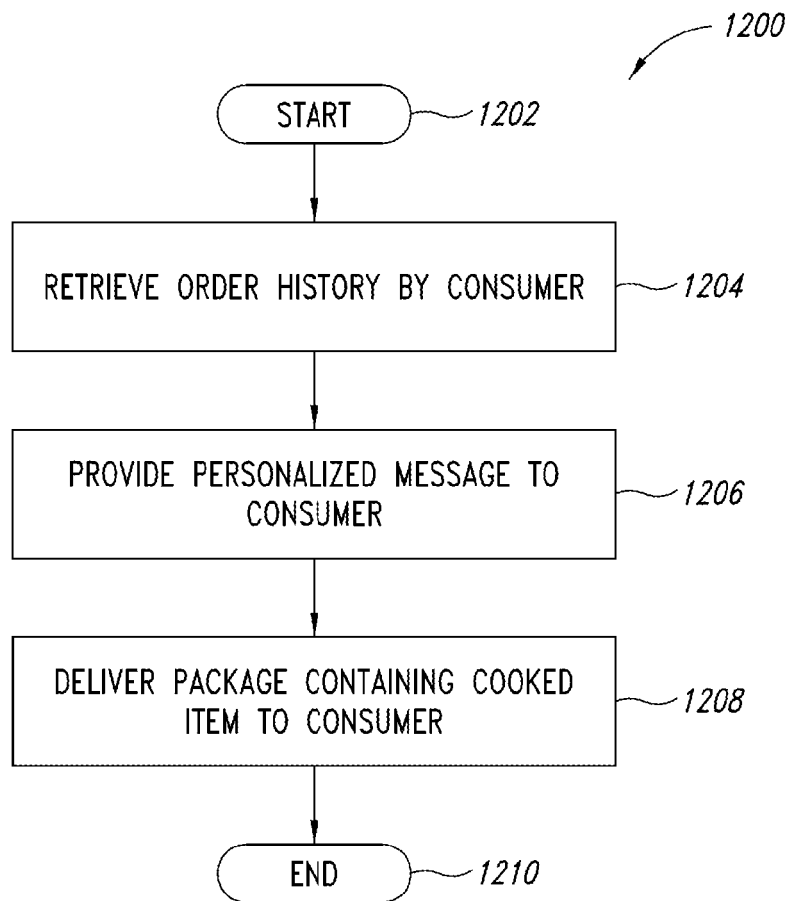 1200
START
1202
RETRIEVE ORDER HISTORY BY CONSUMER
1204
PROVIDE PERSONALIZED MESSAGE TO
CONSUMER
1206
DELIVER PACKAGE CONTAINING COOKED
ITEM TO CONSUMER
1208
END
1210